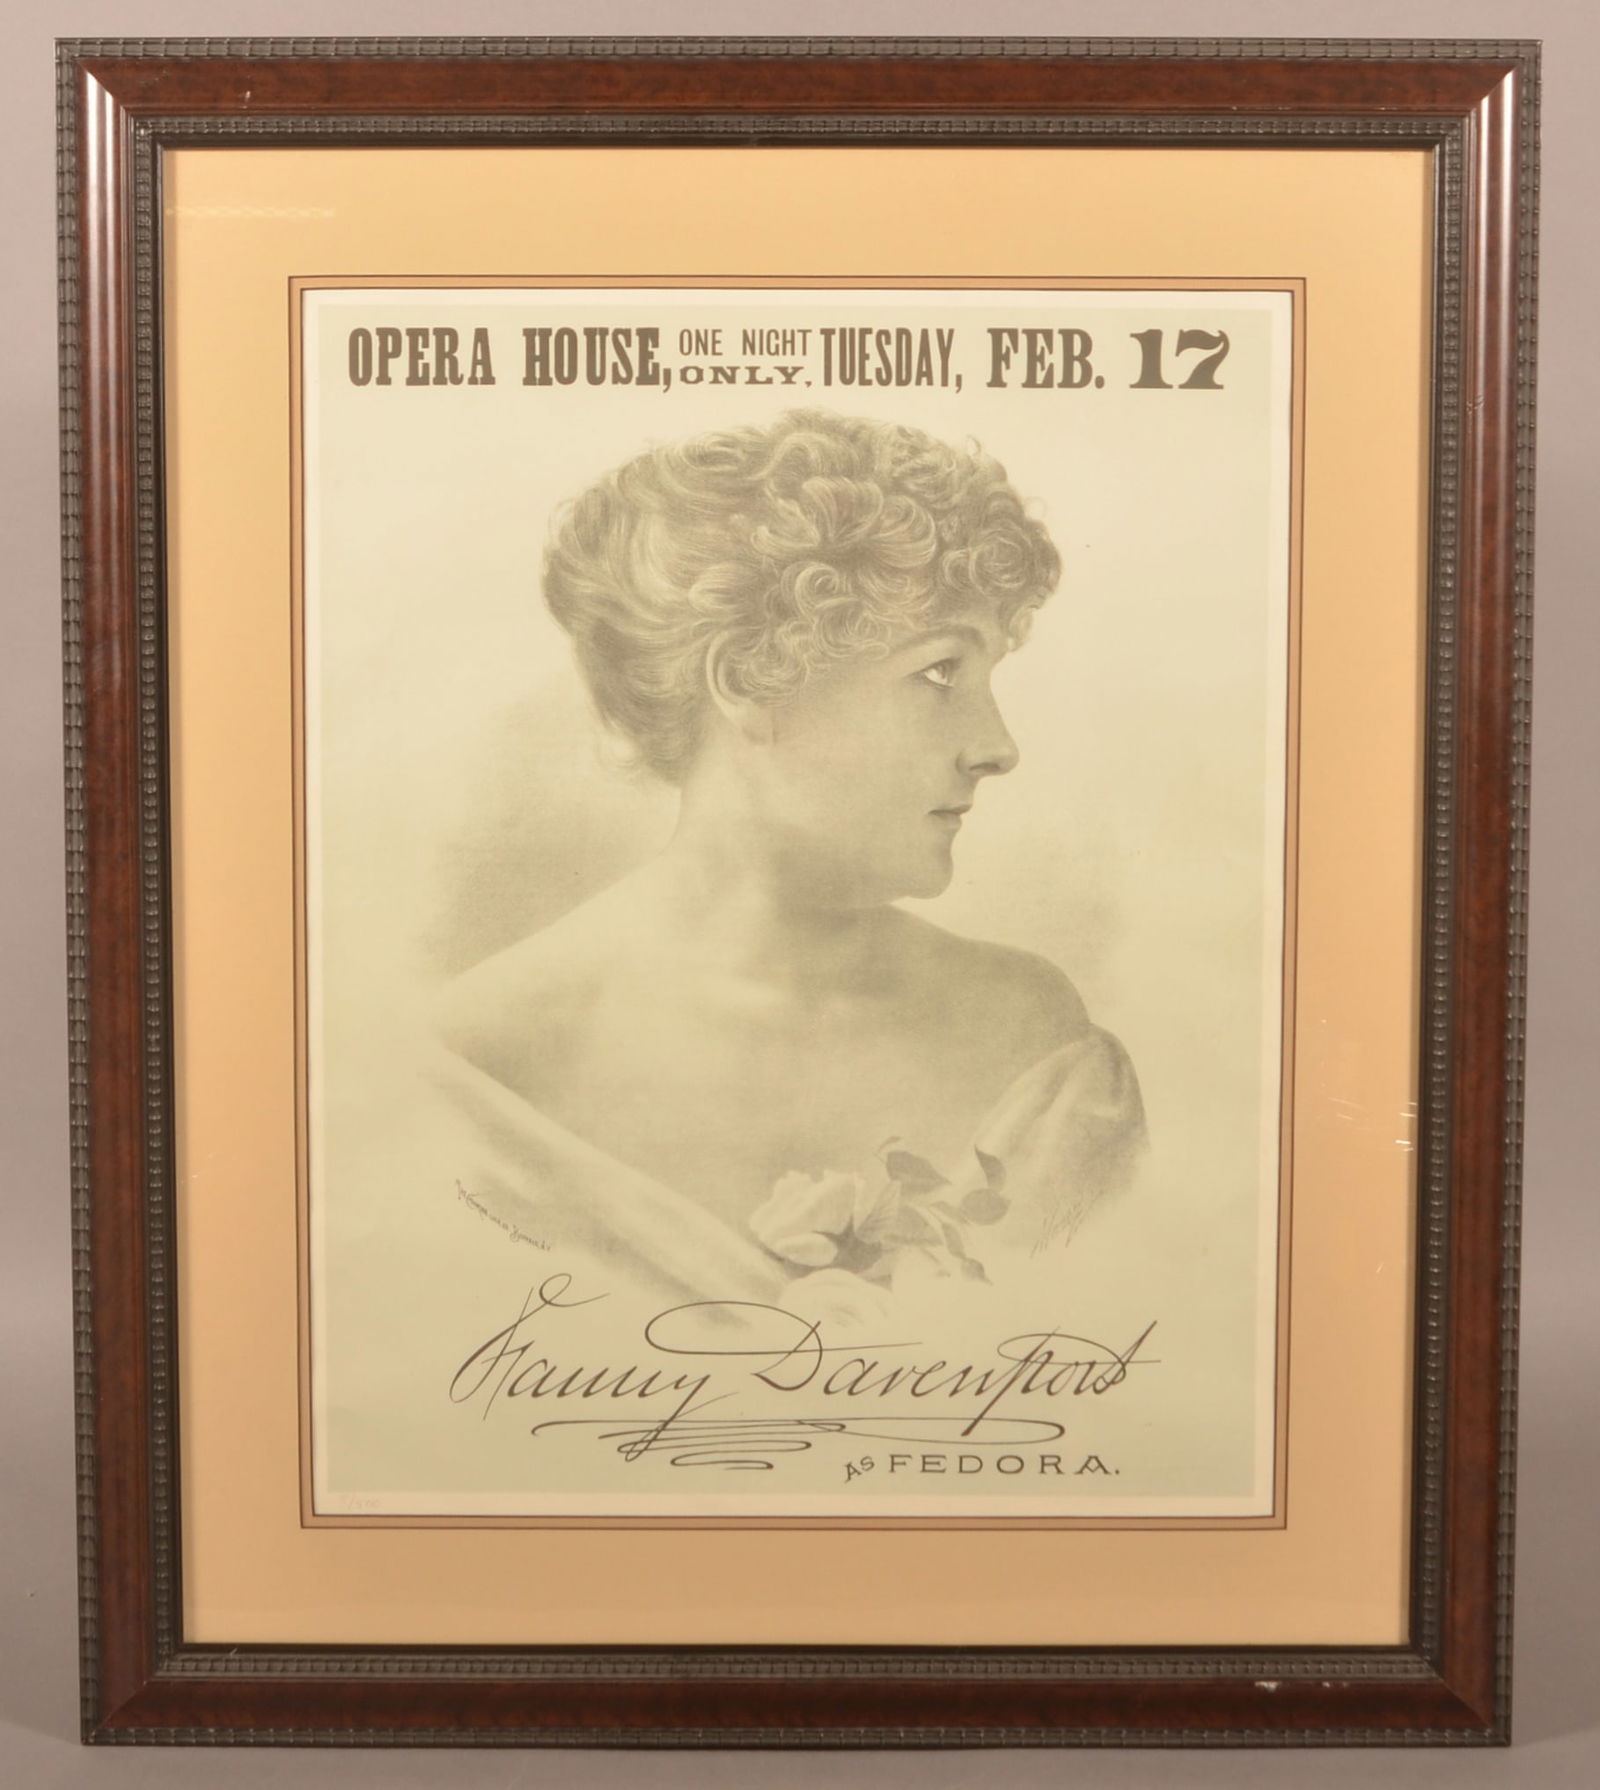 OPERA HOUSE, ONE NIGHT ONLY, TUESDAY, FEB. 17
Fanny Davenport
AS FEDORA.